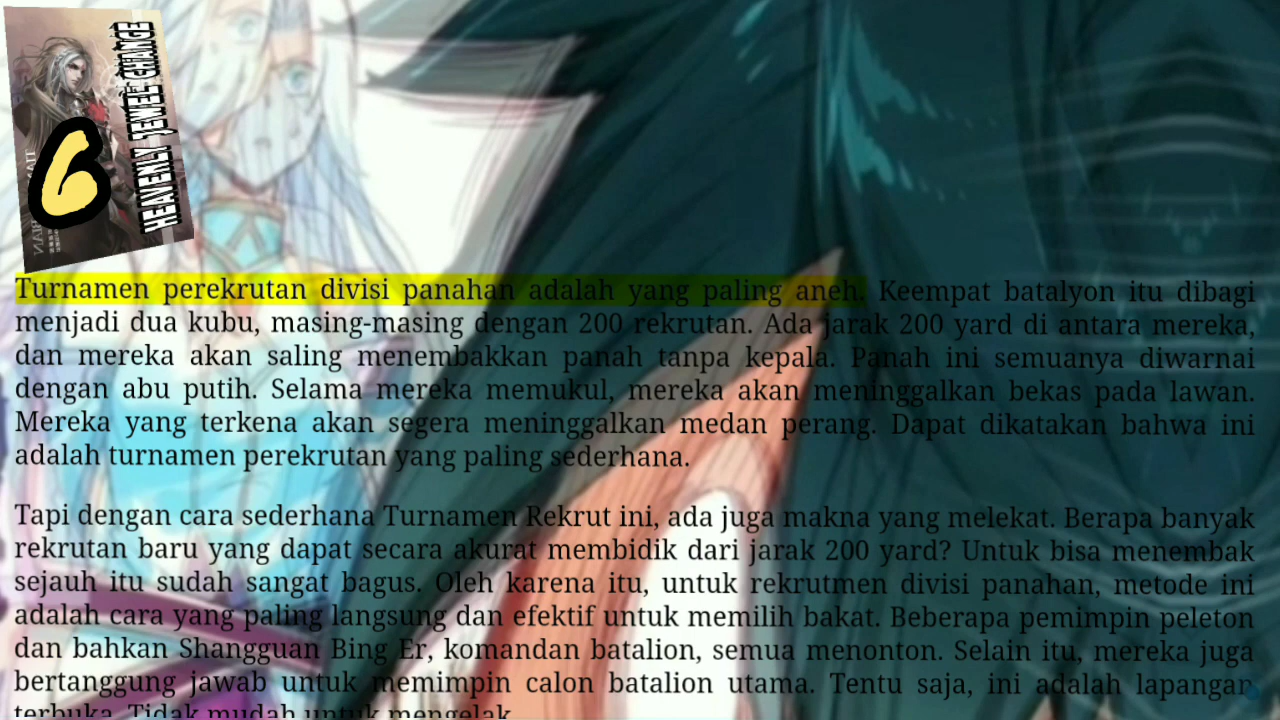 HEAVENLY JEWEL CHANGE
6
Turnamen perekrutan divisi panahan adalah yang paling aneh. Keempat batalyon itu dibagi
menjadi dua kubu, masing-masing dengan 200 rekrutan. Ada jarak 200 yard di antara mereka,
dan mereka akan saling menembakkan panah tanpa kepala. Panah ini semuanya diwarnai
dengan abu putih. Selama mereka memukul, mereka akan meninggalkan bekas pada lawan.
Mereka yang terkena akan segera meninggalkan medan perang. Dapat dikatakan bahwa ini
adalah turnamen perekrutan yang paling sederhana.
Tapi dengan cara sederhana Turnamen Rekrut ini, ada juga makna yang melekat. Berapa banyak
rekrutan baru yang dapat secara akurat membidik dari jarak 200 yard? Untuk bisa menembak
sejauh itu sudah sangat bagus. Oleh karena itu, untuk rekrutmen divisi panahan, metode ini
adalah cara yang paling langsung dan efektif untuk memilih bakat. Beberapa pemimpin peleton
dan bahkan Shangguan Bing Er, komandan batalion, semua menonton. Selain itu, mereka juga
bertanggung jawab untuk memimpin calon batalion utama. Tentu saja, ini adalah lapangan
terbuka. Tidak mudah untuk mengelak.